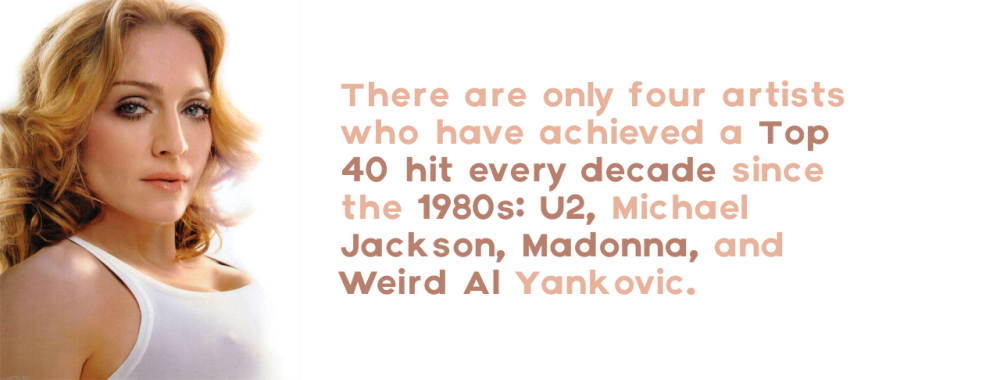 There are only four artists
who have achieved a Top
40 hit every decade since
the 1980s: U2, Michael
Jackson, Madonna, and
Weird Al Yankovic.